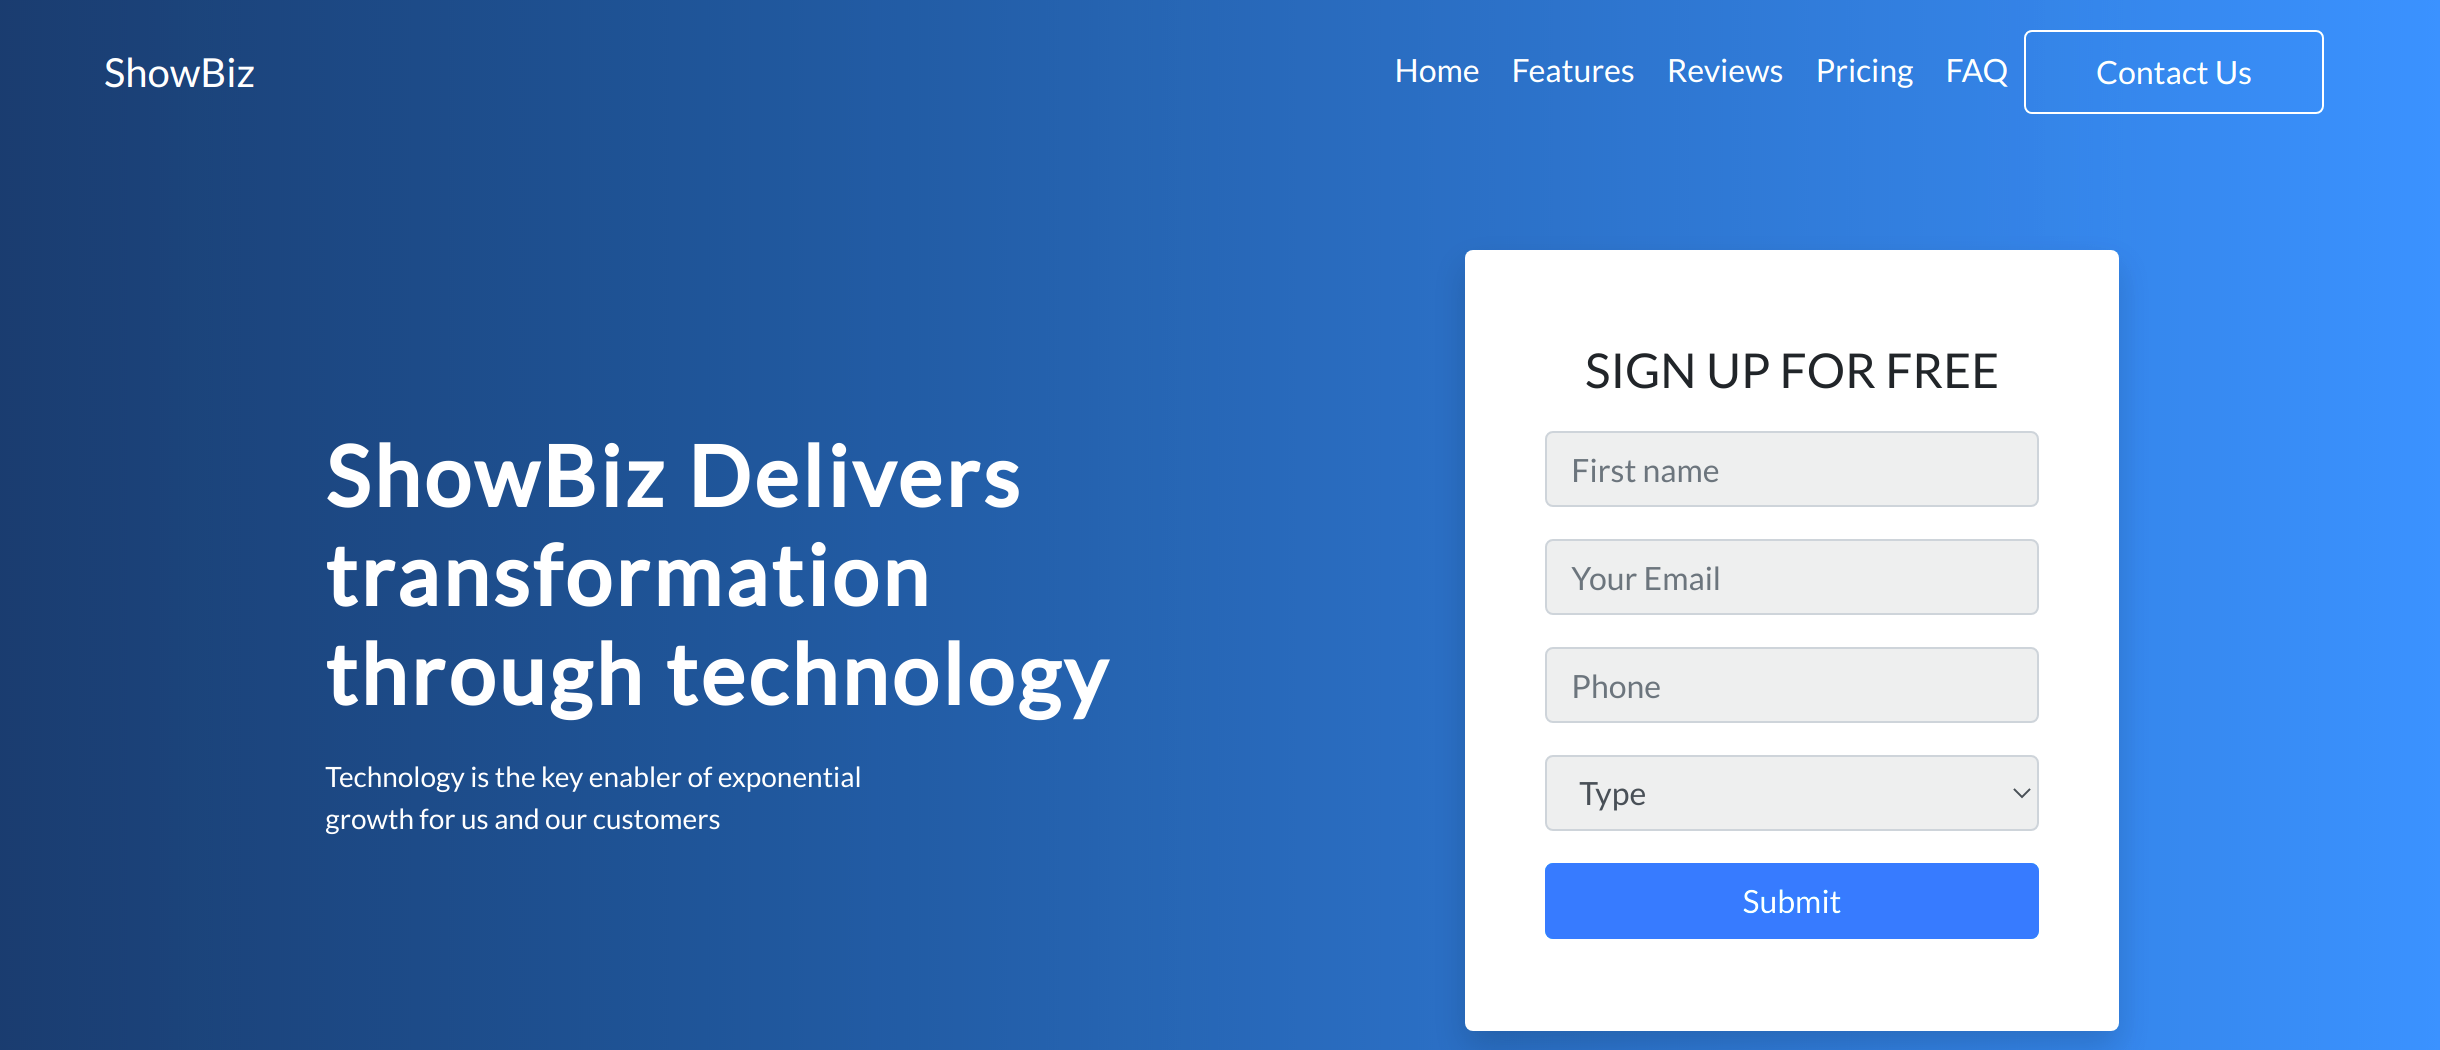 ShowBiz
Home Features Reviews Pricing FAQ Contact Us
ShowBiz Delivers
transformation
through technology
Technology is the key enabler of exponential
growth for us and our customers
SIGN UP FOR FREE
First name
Your Email
Phone
Type
Submit